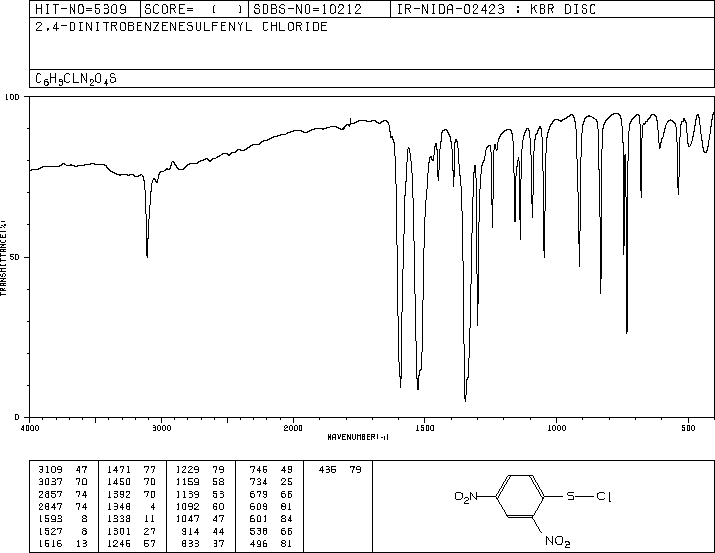 HIT-NO=5309 SCORE= ( ) SDBS-NO=10212 IR-NIDA-02423 : KBR DISC
2,4-DINITROBENZENESULFENYL CHLORIDE
C6H3CLN2O4S
100
50
0
TRANSMITTANCE(%)
4000 3000 2000 1500 1000 500
WAVENUMBER(-1)
3109 47 1471 77 1229 79 746 49 436 79
3037 70 1450 70 1159 58 734 25
2857 74 1392 70 1139 53 679 66
2847 74 1348 4 1092 60 609 81
1593 8 1338 11 1047 47 601 84
1527 8 1301 27 914 44 538 66
1516 13 1246 57 833 37 496 81
O2N S Cl
NO2